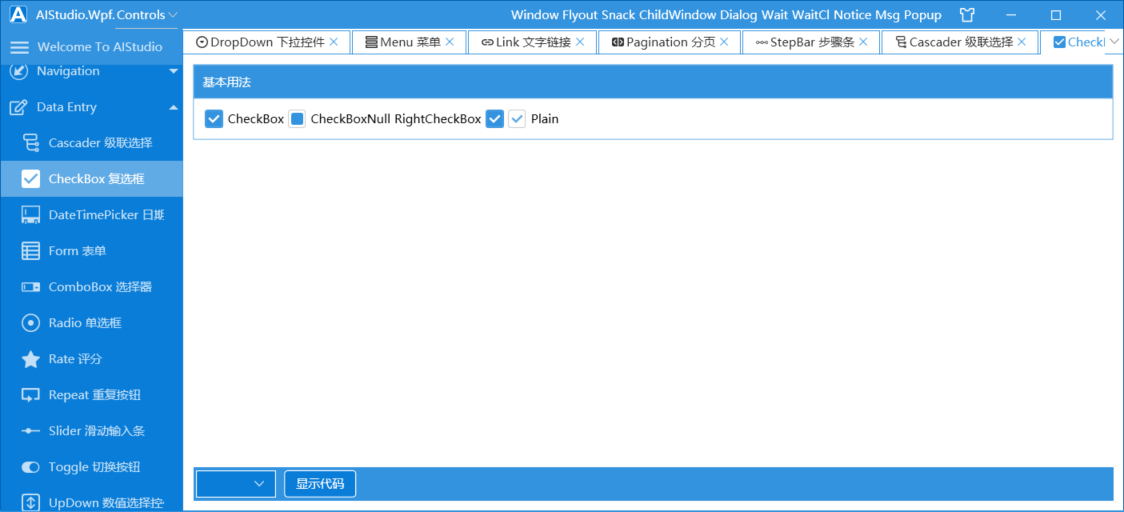 AIStudio.Wpf.Controls
Window Flyout Snack ChildWindow Dialog Wait WaitCl Notice Msg Popup
Welcome To AIStudio
DropDown 下拉控件
Menu 菜单
Link 文字链接
Pagination 分页
StepBar 步骤条
Cascader 级联选择
Navigation
Data Entry
Cascader 级联选择
CheckBox 复选框
DateTimePicker 日期
Form 表单
ComboBox 选择器
Radio 单选框
Rate 评分
Repeat 重复按钮
Slider 滑动输入条
Toggle 切换按钮
UpDown 数值选择控
基本用法
CheckBox CheckBoxNull RightCheckBox Plain
显示代码